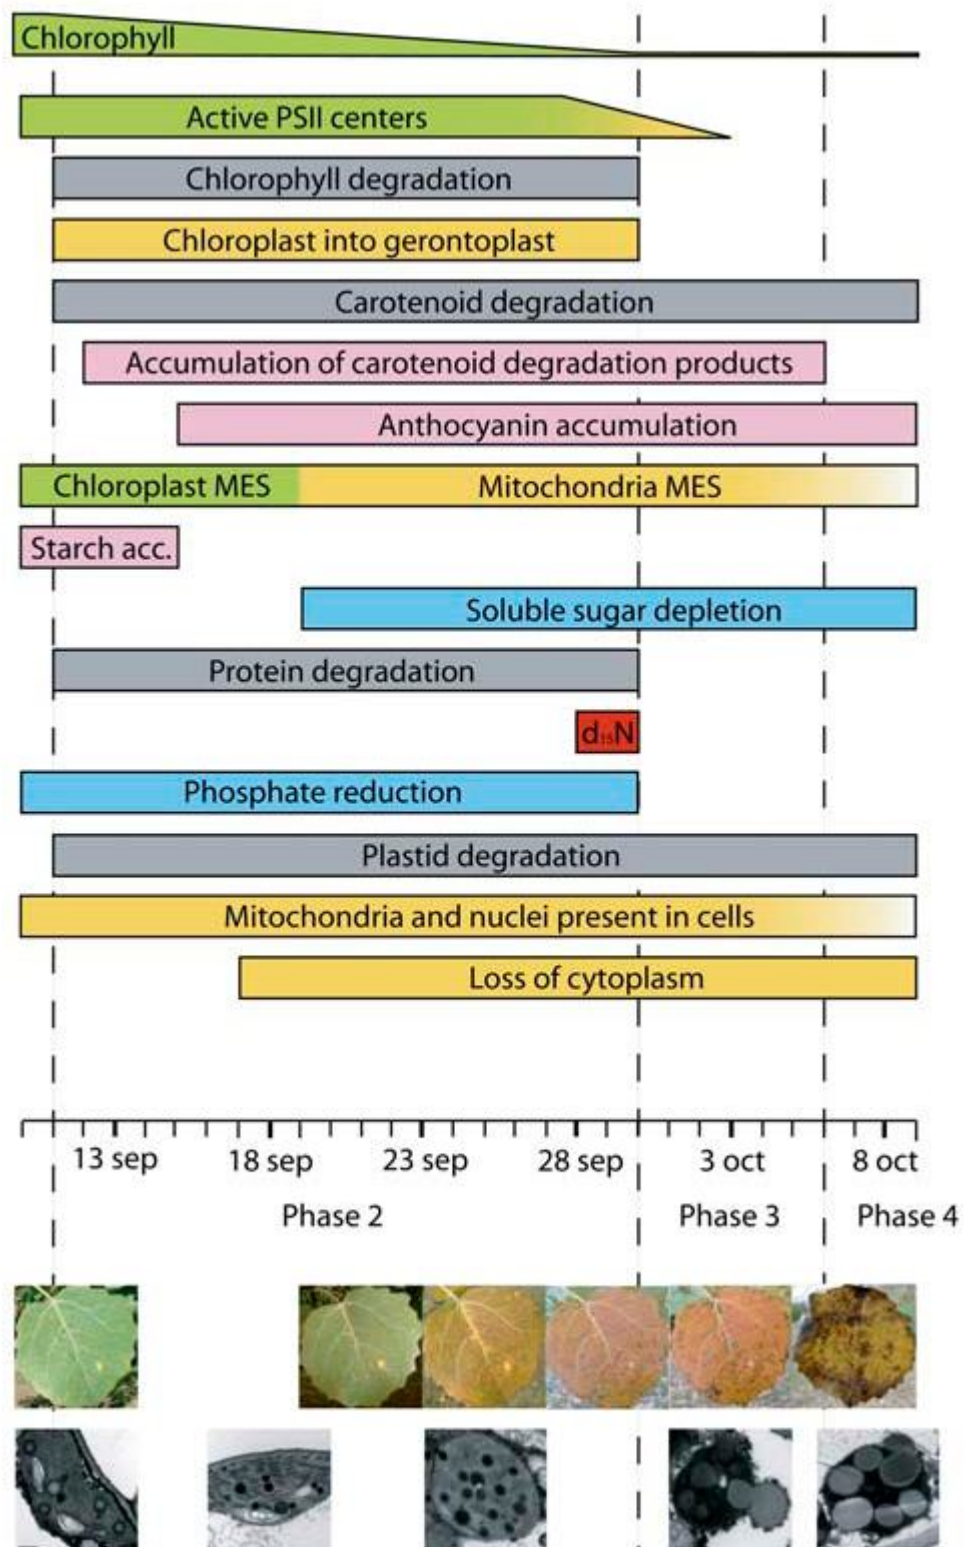 Chlorophyll
Active PSII centers
Chlorophyll degradation
Chloroplast into gerontoplast
Carotenoid degradation
Accumulation of carotenoid degradation products
Anthocyanin accumulation
Chloroplast MES Mitochondria MES
Starch acc.
Soluble sugar depletion
Protein degradation
d15N
Phosphate reduction
Plastid degradation
Mitochondria and nuclei present in cells
Loss of cytoplasm
13 sep 18 sep 23 sep 28 sep 3 oct 8 oct
Phase 2 Phase 3 Phase 4